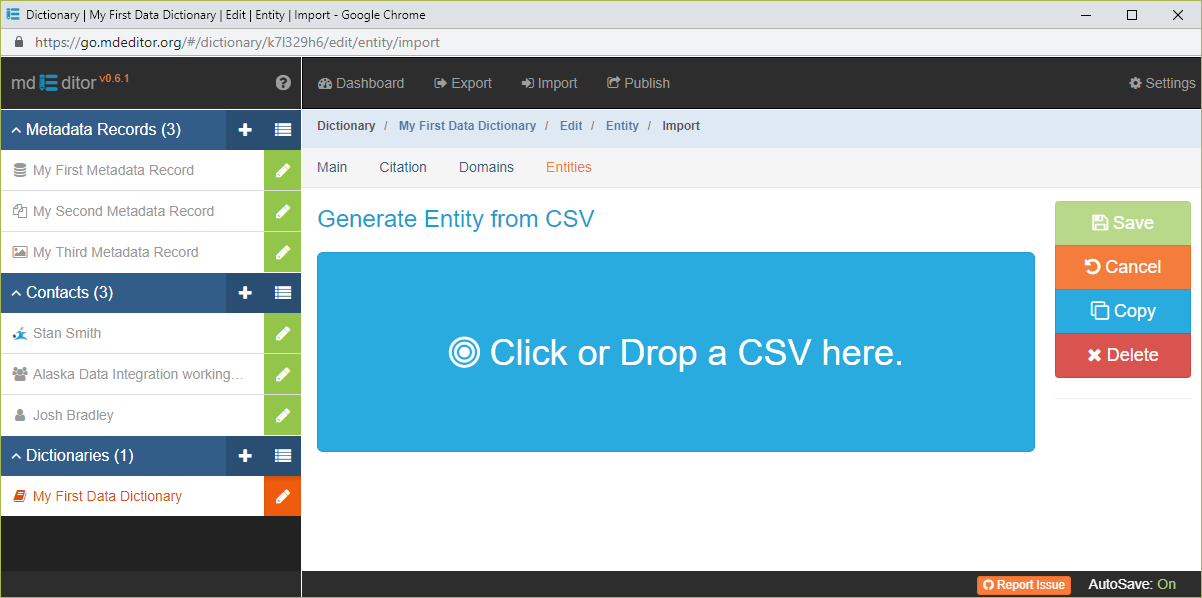 Dictionary | My First Data Dictionary | Edit | Entity | Import - Google Chrome
https://go.mdeditor.org/#/dictionary/k7l329h6/edit/entity/import
md ditor v0.6.1
Dashboard Export Import Publish Settings
Metadata Records (3)
My First Metadata Record
My Second Metadata Record
My Third Metadata Record
Contacts (3)
Stan Smith
Alaska Data Integration working...
Josh Bradley
Dictionaries (1)
My First Data Dictionary
Dictionary / My First Data Dictionary / Edit / Entity / Import
Main Citation Domains Entities
Generate Entity from CSV
Click or Drop a CSV here.
Save
Cancel
Copy
Delete
Report Issue AutoSave: On